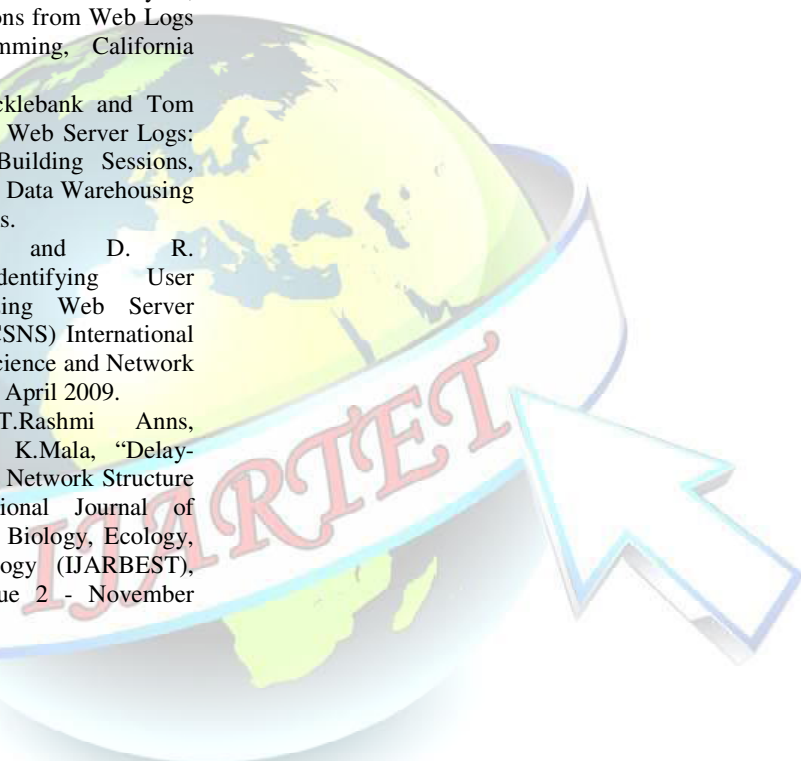 ons from Web Logs
mming, California
cklebank and Tom
Web Server Logs:
Building Sessions,
Data Warehousing
s.
and D. R.
dentifying User
ing Web Server
CSNS) International
cience and Network
April 2009.
T.Rashmi Anns,
K.Mala, “Delay-
Network Structure
ional Journal of
Biology, Ecology,
logy (IJARBEST),
ue 2 - November
IJARTET